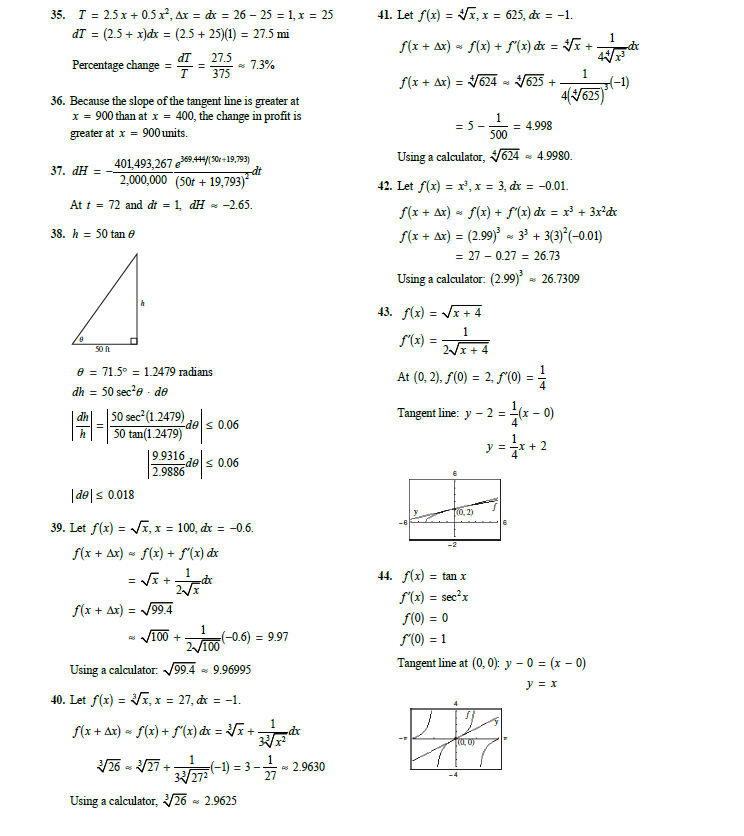 35. T = 2.5x + 0.5x², Δx = dx = 26 − 25 = 1, x = 25
dT = (2.5 + x)dx = (2.5 + 25)(1) = 27.5 mi
Percentage change = dT/T = 27.5/375 ≈ 7.3%
36. Because the slope of the tangent line is greater at
x = 900 than at x = 400, the change in profit is
greater at x = 900 units.
37. dH = −(401,493,267/2,000,000) (e^(369,444/(50t+19,793))/(50t + 19,793)²) dt
At t = 72 and dt = 1, dH ≈ −2.65.
38. h = 50 tan θ
h
θ
50 ft
θ = 71.5° = 1.2479 radians
dh = 50 sec²θ · dθ
|dh/h| = |(50 sec²(1.2479)/50 tan(1.2479)) dθ| ≤ 0.06
|(9.9316/2.9886) dθ| ≤ 0.06
|dθ| ≤ 0.018
39. Let f(x) = √x, x = 100, dx = −0.6.
f(x + Δx) ≈ f(x) + f′(x) dx
= √x + (1/(2√x)) dx
f(x + Δx) = √99.4
≈ √100 + (1/(2√100))(−0.6) = 9.97
Using a calculator: √99.4 ≈ 9.96995
40. Let f(x) = ∛x, x = 27, dx = −1.
f(x + Δx) ≈ f(x) + f′(x) dx = ∛x + (1/(3∛x²)) dx
∛26 ≈ ∛27 + (1/(3∛27²))(−1) = 3 − 1/27 ≈ 2.9630
Using a calculator, ∛26 ≈ 2.9625
41. Let f(x) = ∜x, x = 625, dx = −1.
f(x + Δx) ≈ f(x) + f′(x) dx = ∜x + (1/(4∜x³)) dx
f(x + Δx) = ∜624 ≈ ∜625 + (1/(4(∜625)³))(−1)
= 5 − 1/500 = 4.998
Using a calculator, ∜624 ≈ 4.9980.
42. Let f(x) = x³, x = 3, dx = −0.01.
f(x + Δx) ≈ f(x) + f′(x) dx = x³ + 3x²dx
f(x + Δx) = (2.99)³ ≈ 3³ + 3(3)²(−0.01)
= 27 − 0.27 = 26.73
Using a calculator: (2.99)³ ≈ 26.7309
43. f(x) = √(x + 4)
f′(x) = 1/(2√(x + 4))
At (0, 2), f(0) = 2, f′(0) = 1/4
Tangent line: y − 2 = (1/4)(x − 0)
y = (1/4)x + 2
6
y
(0, 2)
f
−6
6
−2
44. f(x) = tan x
f′(x) = sec²x
f(0) = 0
f′(0) = 1
Tangent line at (0, 0): y − 0 = (x − 0)
y = x
4
f
y
−π
π
(0, 0)
−4